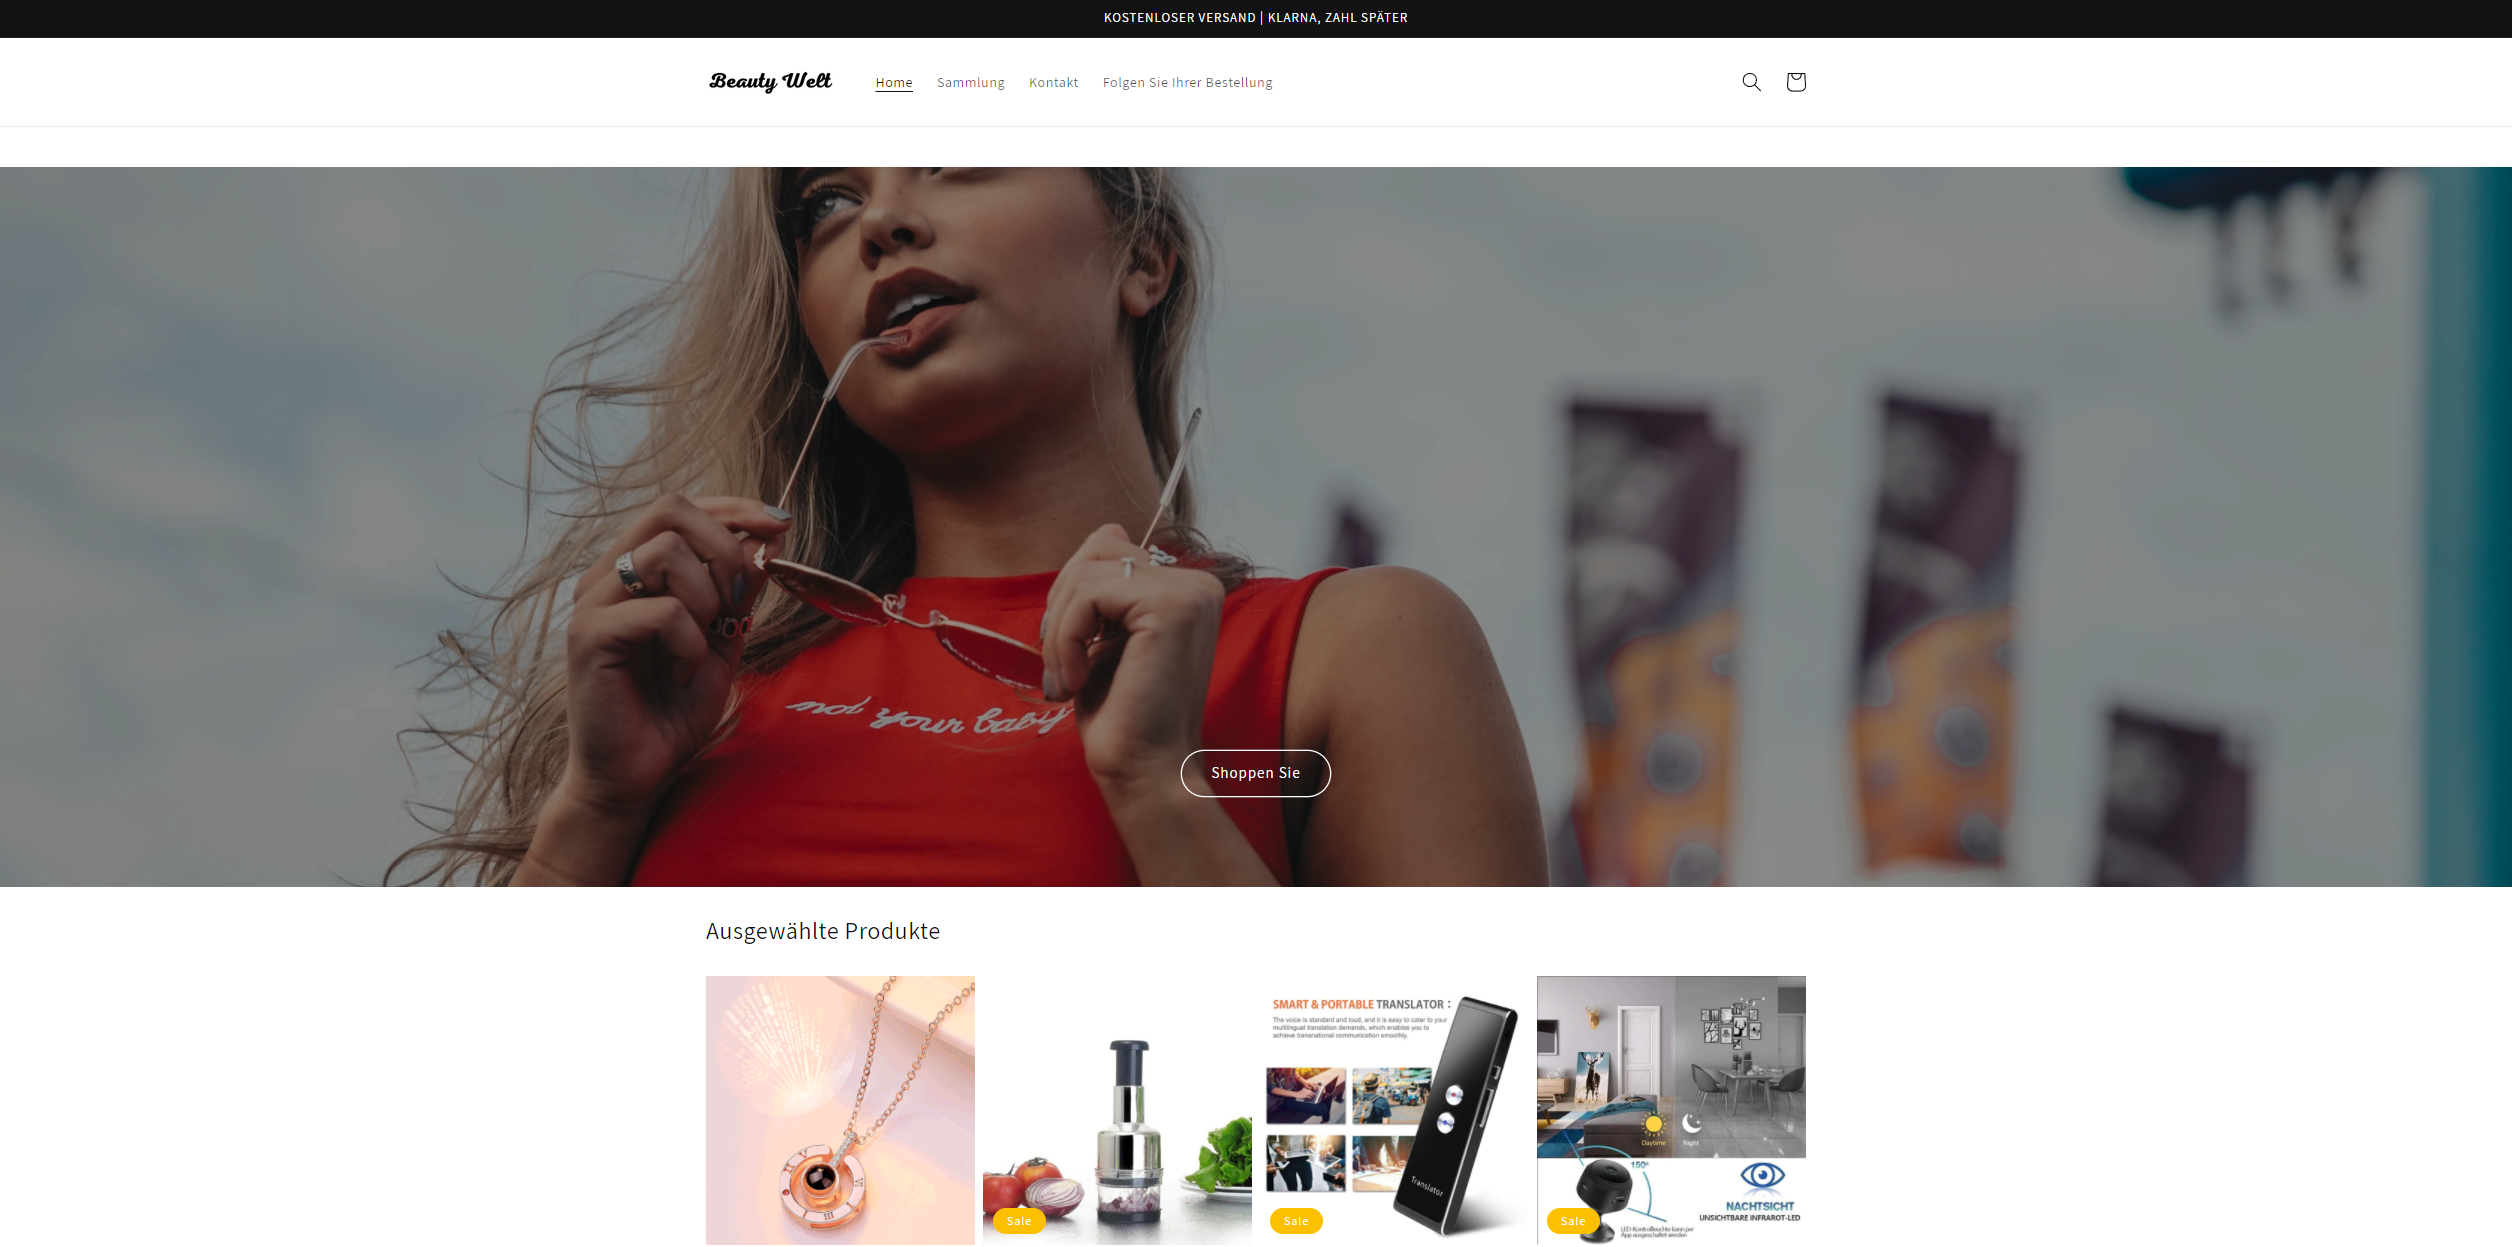 KOSTENLOSER VERSAND | KLARNA, ZAHL SPÄTER
Beauty Welt
Home
Sammlung
Kontakt
Folgen Sie Ihrer Bestellung
not your baby
Shoppen Sie
Ausgewählte Produkte
SMART & PORTABLE TRANSLATOR :
The voice is standard and loud, and it is easy to cater to your
multilingual translation demands, which enables you to
achieve transnational communication smoothly.
Translator
Daytime
Night
150°
NACHTSICHT
UNSICHTBARE INFRAROT-LED
LED-Kontrollleuchte kann per
App ausgeschaltet werden
Sale
Sale
Sale